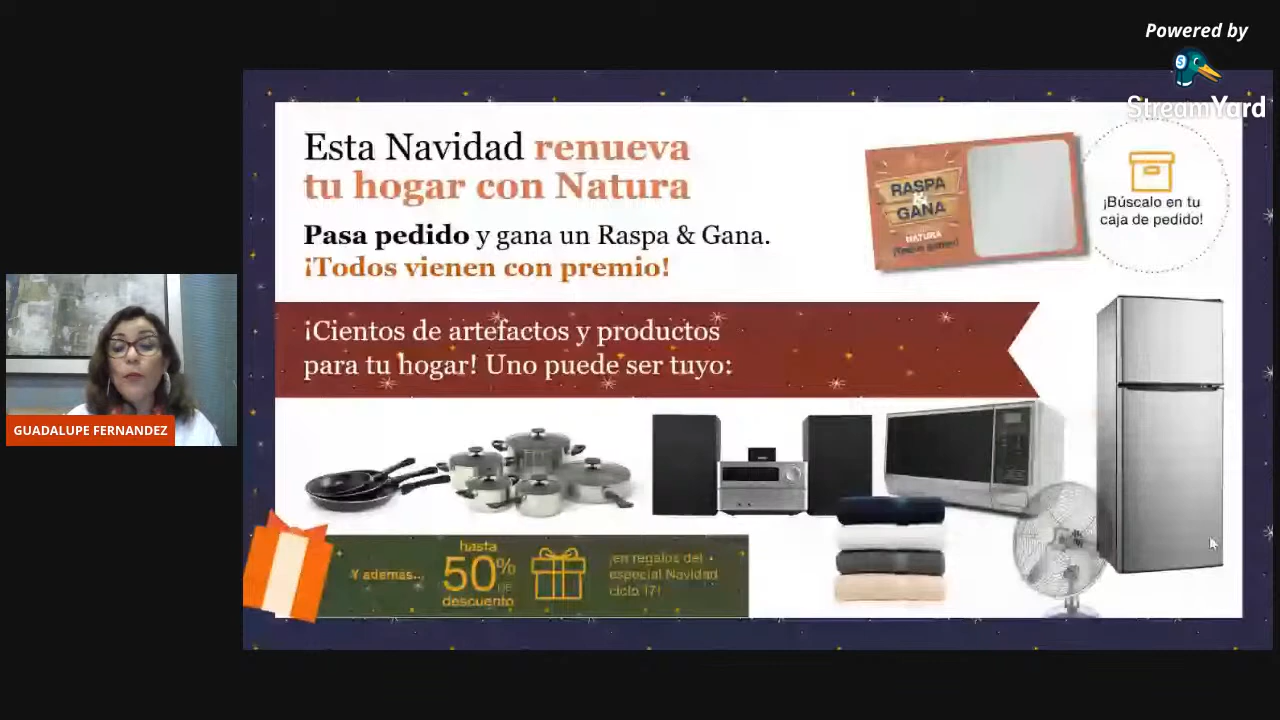 Powered by
StreamYard
Esta Navidad renueva
tu hogar con Natura
Pasa pedido y gana un Raspa & Gana.
¡Todos vienen con premio!
RASPA
&
GANA
NATURA
¡Búscalo en tu
caja de pedido!
¡Cientos de artefactos y productos
para tu hogar! Uno puede ser tuyo:
GUADALUPE FERNANDEZ
Y además...
hasta
50%
DE
descuento
¡en regalos del
especial Navidad
ciclo 17!